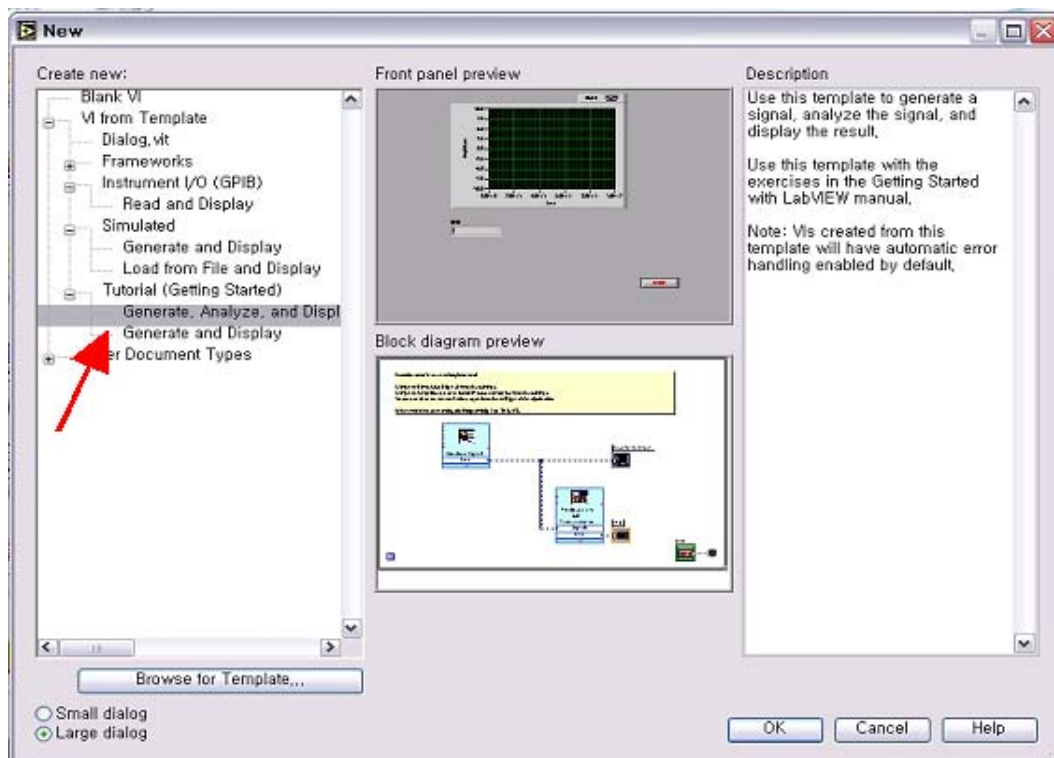 New
Create new:
Blank VI
VI from Template
Dialog.vit
Frameworks
Instrument I/O (GPIB)
Read and Display
Simulated
Generate and Display
Load from File and Display
Tutorial (Getting Started)
Generate, Analyze, and Displ
Generate and Display
er Document Types
Browse for Template...
Small dialog
Large dialog
Front panel preview
Block diagram preview
Description
Use this template to generate a
signal, analyze the signal, and
display the result.
Use this template with the
exercises in the Getting Started
with LabVIEW manual.
Note: VIs created from this
template will have automatic error
handling enabled by default.
OK
Cancel
Help